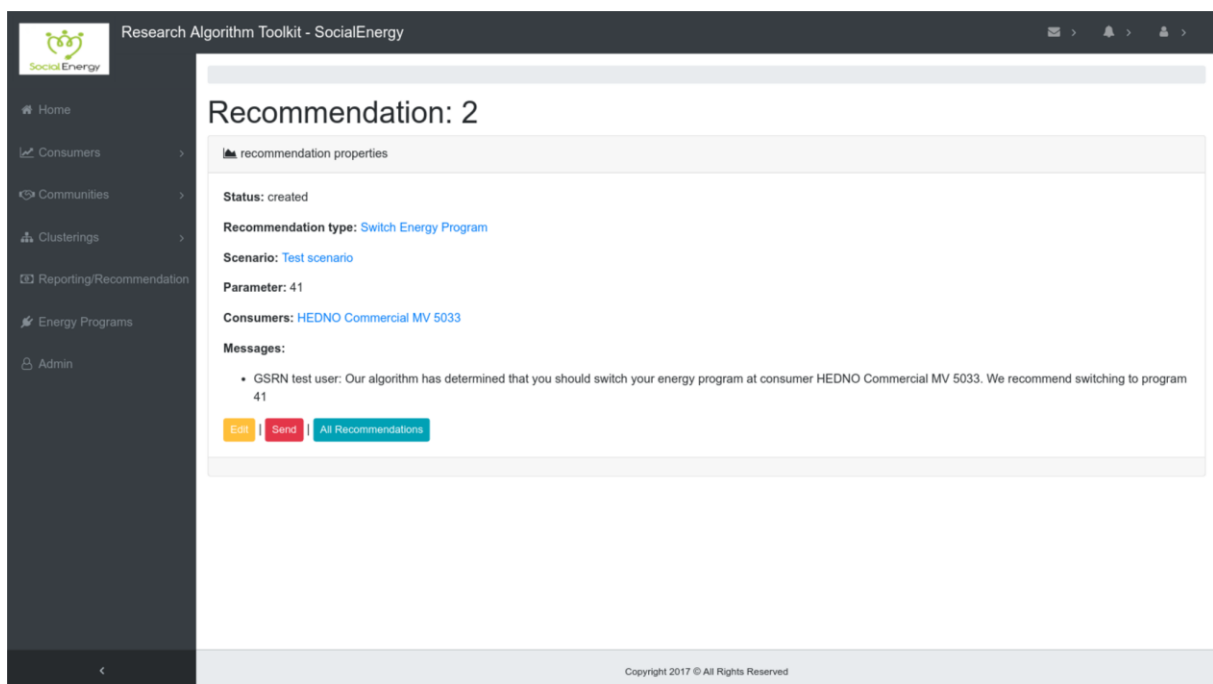 Social Energy
Research Algorithm Toolkit - SocialEnergy
Home
Consumers
Communities
Clusterings
Reporting/Recommendation
Energy Programs
Admin
Recommendation: 2
recommendation properties
Status: created
Recommendation type: Switch Energy Program
Scenario: Test scenario
Parameter: 41
Consumers: HEDNO Commercial MV 5033
Messages:
• GSRN test user: Our algorithm has determined that you should switch your energy program at consumer HEDNO Commercial MV 5033. We recommend switching to program
41
Edit | Send | All Recommendations
Copyright 2017 © All Rights Reserved